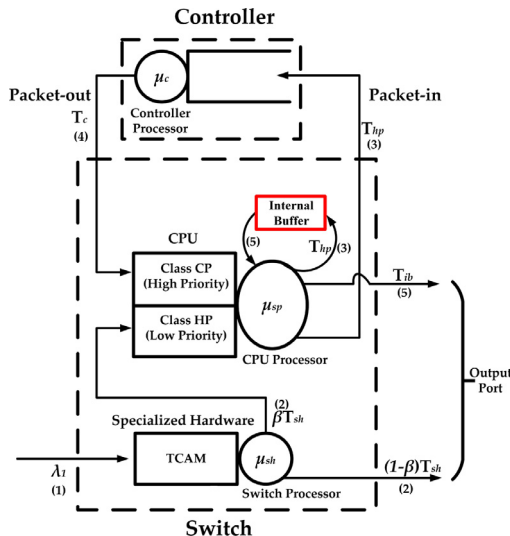 Controller
μc
Controller
Processor
Packet-out
Tc
(4)
Packet-in
Thp
(3)
Internal
Buffer
(5)
Thp
(3)
CPU
Class CP
(High Priority)
Class HP
(Low Priority)
μsp
CPU Processor
Tib
(5)
Output
Port
(2)
βTsh
Specialized Hardware
TCAM
μsh
Switch Processor
λ1
(1)
(1-β)Tsh
(2)
Switch